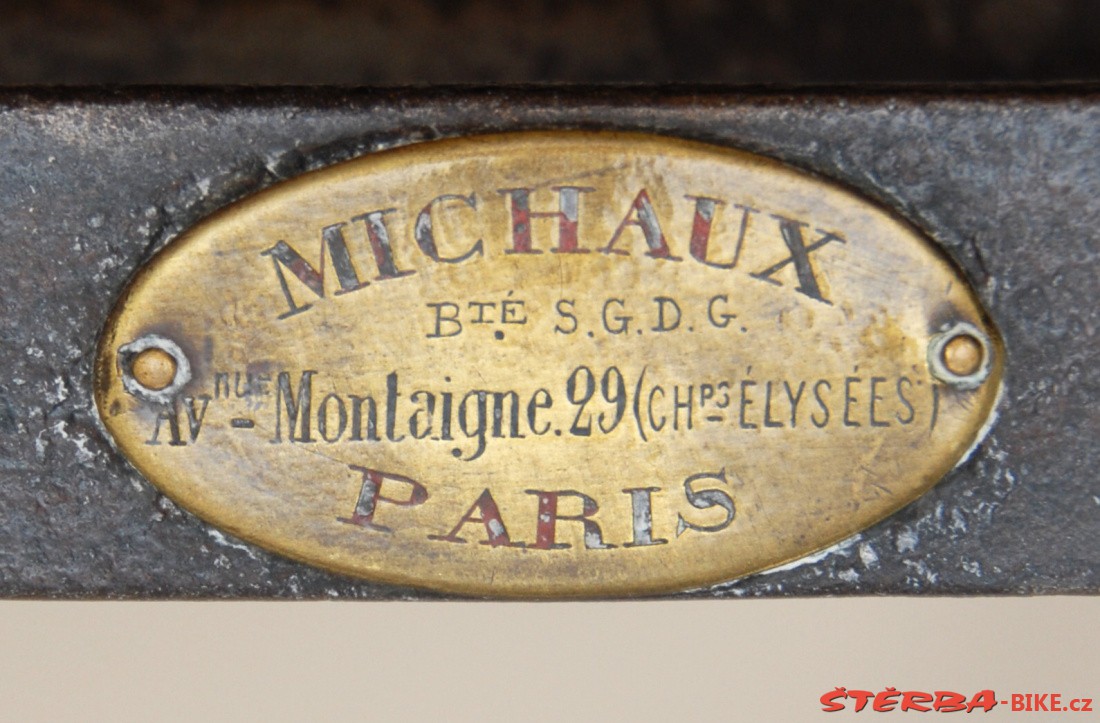 MICHAUX
BTÉ S.G.D.G.
Avnue- Montaigne.29 (CHPS ÉLYSÉES)
PARIS
ŠTĚRBA-BIKE.cz